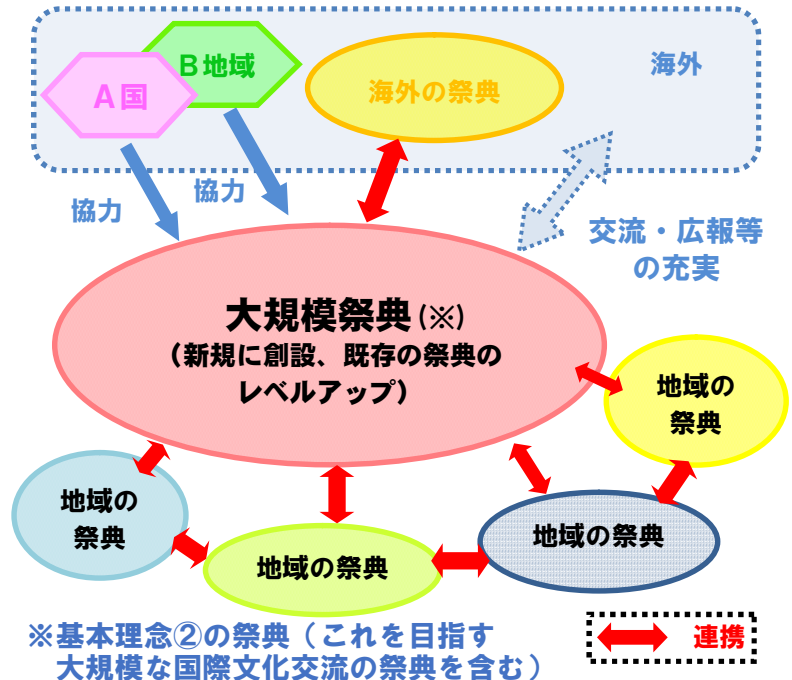 B地域
A国
海外の祭典
海外
協力
協力
交流・広報等
の充実
大規模祭典(※)
（新規に創設、既存の祭典の
レベルアップ）
地域の
祭典
地域の
祭典
地域の祭典
地域の祭典
※基本理念②の祭典（これを目指す
大規模な国際文化交流の祭典を含む）
連携